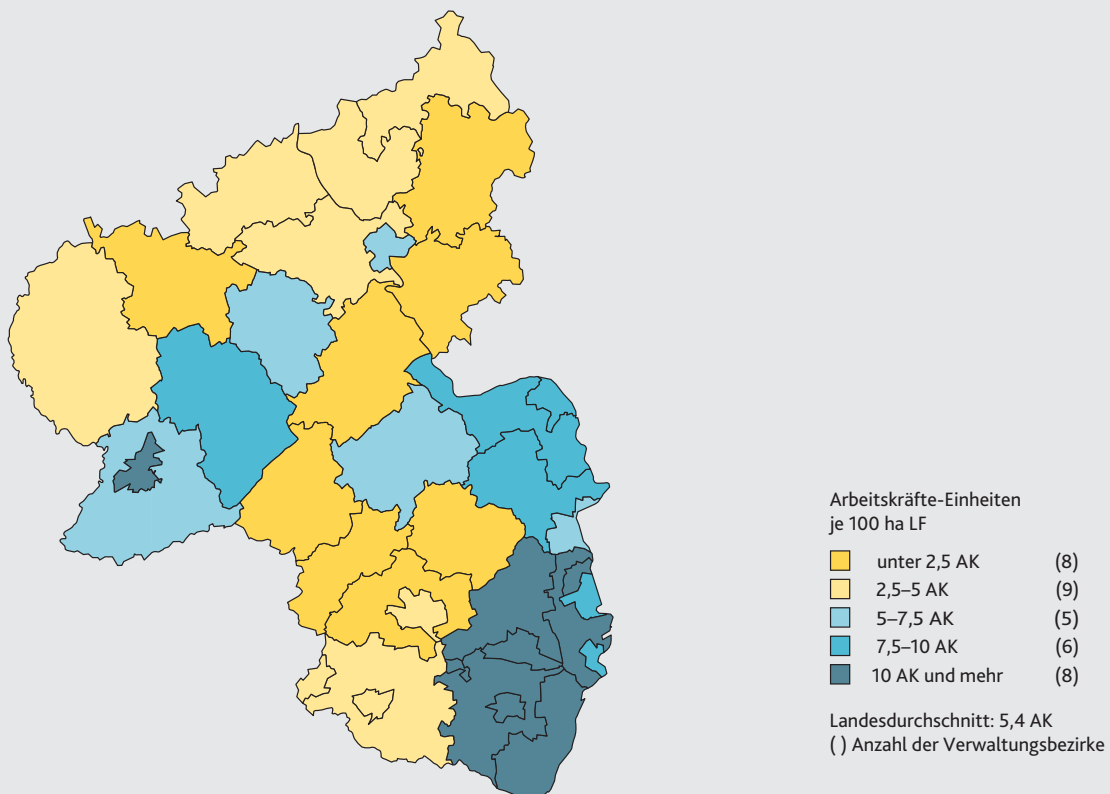 Arbeitskräfte-Einheiten
je 100 ha LF
unter 2,5 AK (8)
2,5–5 AK (9)
5–7,5 AK (5)
7,5–10 AK (6)
10 AK und mehr (8)
Landesdurchschnitt: 5,4 AK
( ) Anzahl der Verwaltungsbezirke